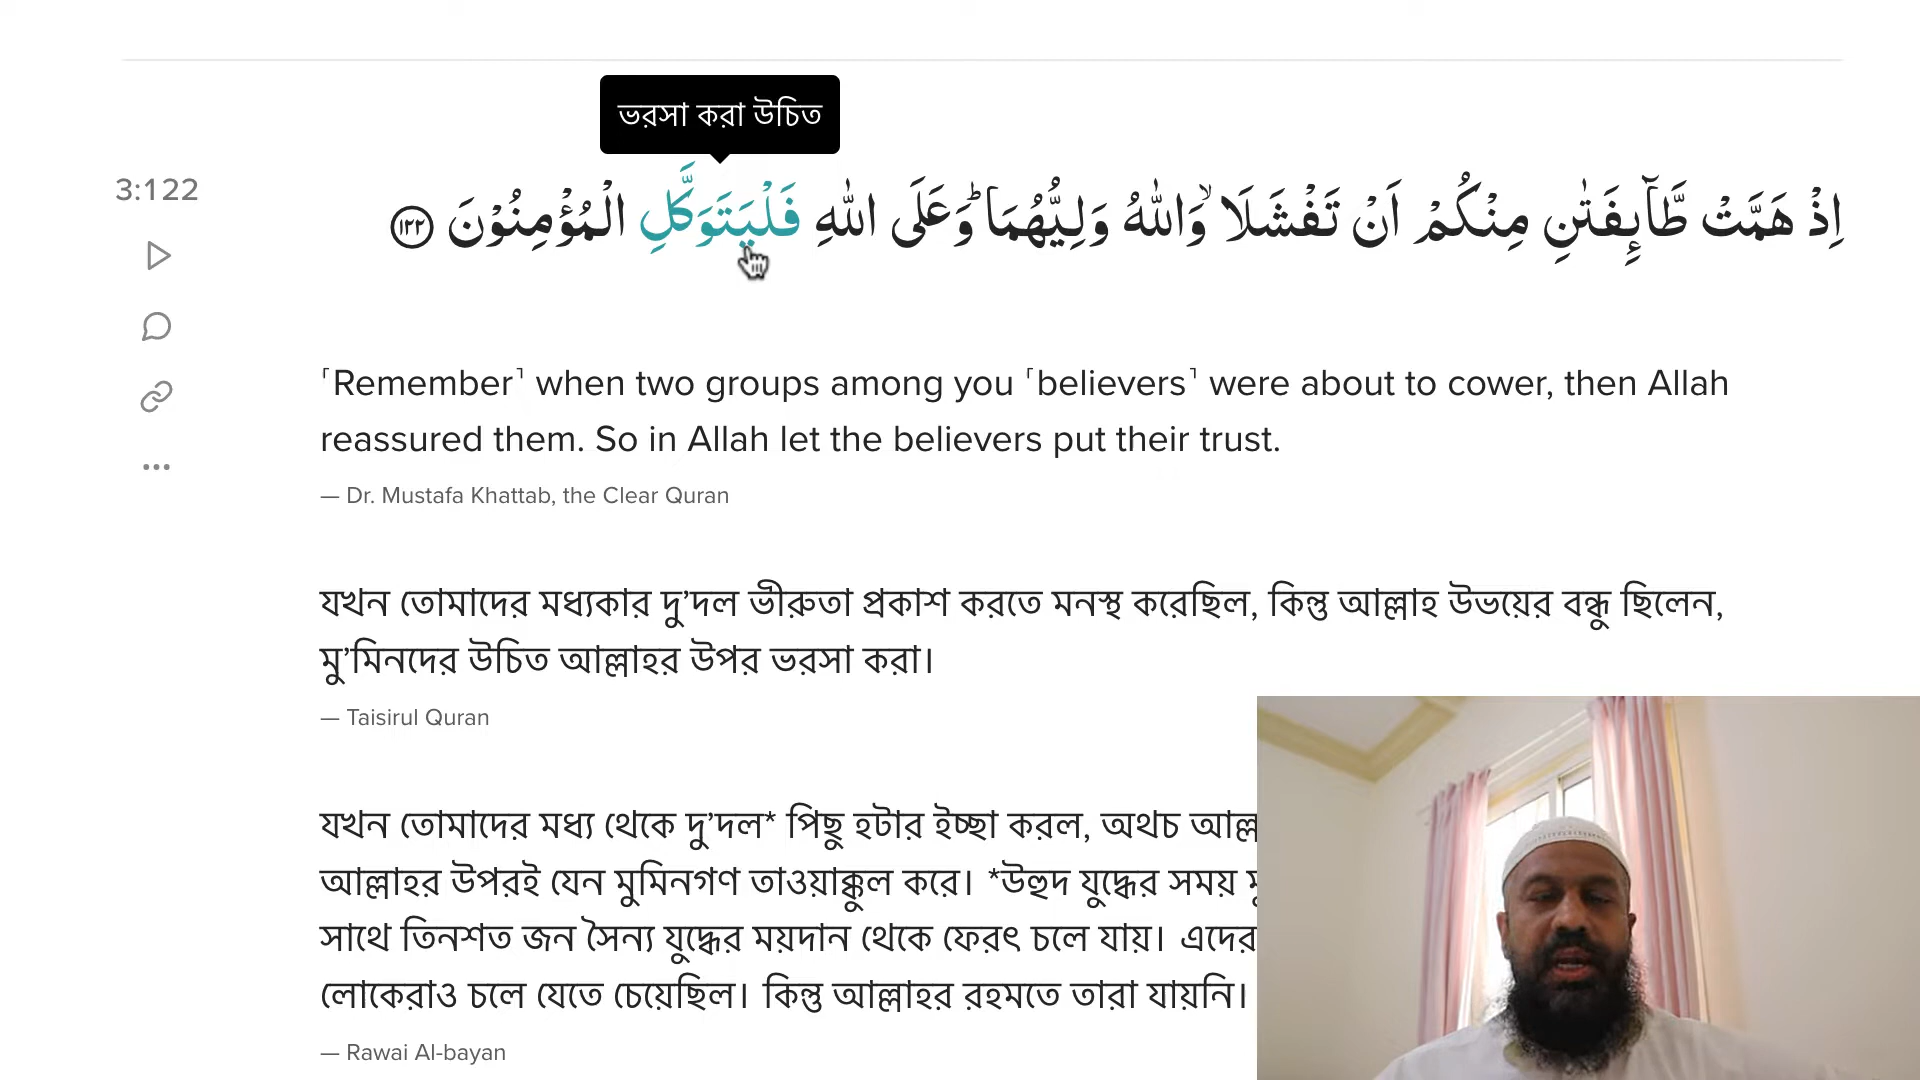 ভরসা করা উচিত
3:122
اِذْ هَمَّتْ طَّآىِٕفَتٰنِ مِنْكُمْ اَنْ تَفْشَلَا ۙ وَاللّٰهُ وَلِيُّهُمَا ؕ وَعَلَى اللّٰهِ فَلْيَتَوَكَّلِ الْمُؤْمِنُوْنَ ١٢٢
⸢Remember⸣ when two groups among you ⸢believers⸣ were about to cower, then Allah
reassured them. So in Allah let the believers put their trust.
— Dr. Mustafa Khattab, the Clear Quran
যখন তোমাদের মধ্যকার দু’দল ভীরুতা প্রকাশ করতে মনস্থ করেছিল, কিন্তু আল্লাহ উভয়ের বন্ধু ছিলেন,
মু’মিনদের উচিত আল্লাহর উপর ভরসা করা।
— Taisirul Quran
যখন তোমাদের মধ্য থেকে দু’দল* পিছু হটার ইচ্ছা করল, অথচ
আল্লাহর উপরই যেন মুমিনগণ তাওয়াক্কুল করে। *উহুদ যুদ্ধের সময়
সাথে তিনশত জন সৈন্য যুদ্ধের ময়দান থেকে ফেরৎ চলে যায়। এদের
লোকেরাও চলে যেতে চেয়েছিল। কিন্তু আল্লাহর রহমতে তারা যায়নি।
— Rawai Al-bayan